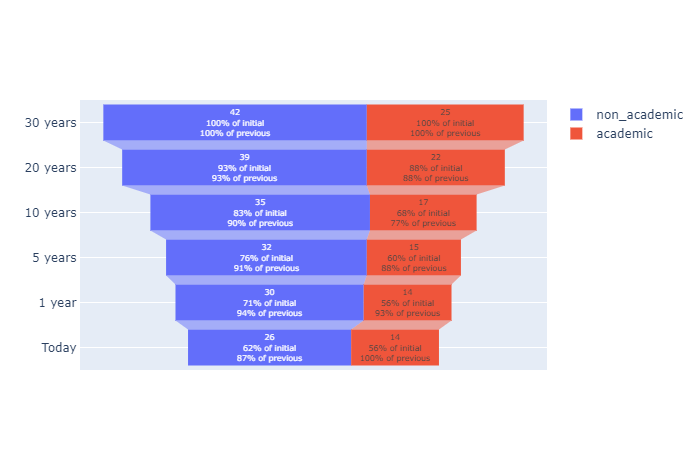 non_academic
academic
30 years
42
100% of initial
100% of previous
25
100% of initial
100% of previous
20 years
39
93% of initial
93% of previous
22
88% of initial
88% of previous
10 years
35
83% of initial
90% of previous
17
68% of initial
77% of previous
5 years
32
76% of initial
91% of previous
15
60% of initial
88% of previous
1 year
30
71% of initial
94% of previous
14
56% of initial
93% of previous
Today
26
62% of initial
87% of previous
14
56% of initial
100% of previous